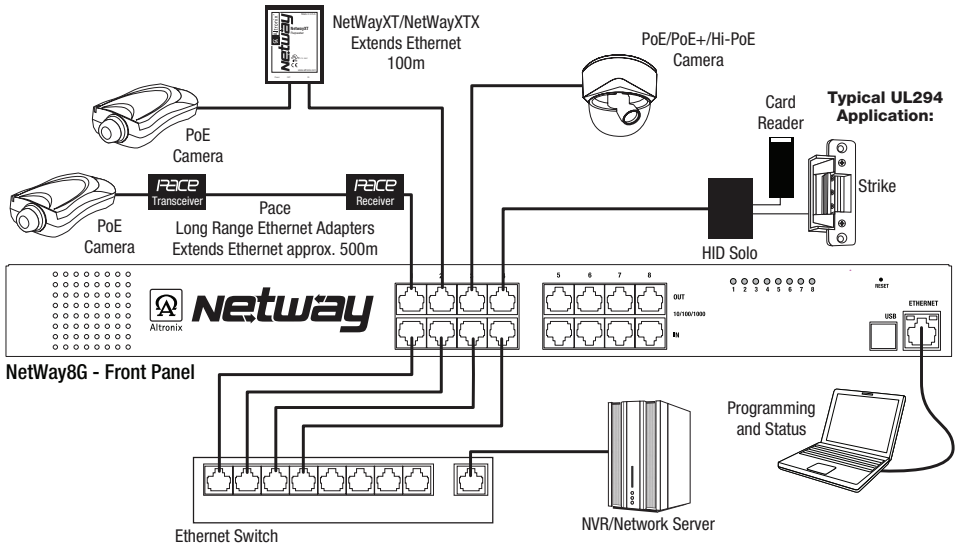 NetWayXT/NetWayXTX
Extends Ethernet
100m
PoE/PoE+/Hi-PoE
Camera
Card
Reader
Typical UL294
Application:
PoE
Camera
Strike
PACE
Transceiver
PACE
Receiver
Pace
Long Range Ethernet Adapters
Extends Ethernet approx. 500m
PoE
Camera
HID Solo
2
5 6 7 8
OUT
10/100/1000
IN
1 2 3 4 5 6 7 8
RESET
USB
ETHERNET
Altronix
Netway
NetWay8G - Front Panel
Programming
and Status
NVR/Network Server
Ethernet Switch